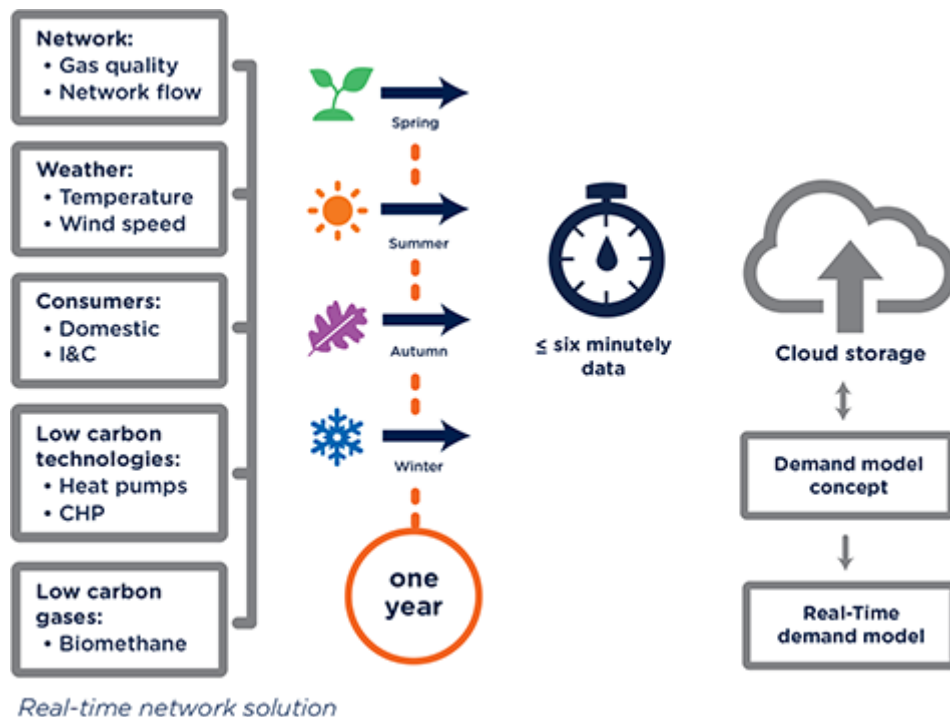 Network:
• Gas quality
• Network flow
Weather:
• Temperature
• Wind speed
Consumers:
• Domestic
• I&C
Low carbon
technologies:
• Heat pumps
• CHP
Low carbon
gases:
• Biomethane
Spring
Summer
Autumn
Winter
one
year
≤ six minutely
data
Cloud storage
Demand model
concept
Real-Time
demand model
Real-time network solution